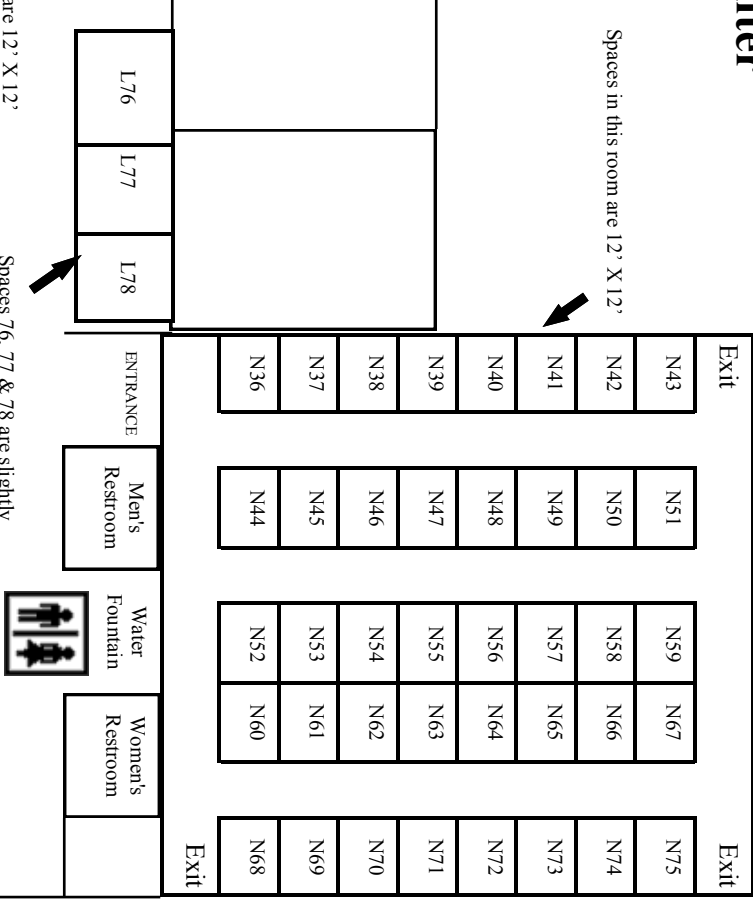 Exit Exit
N43 N51 N59 N67 N75
Spaces in this room are 12’ X 12’
N42 N50 N58 N66 N74
N41 N49 N57 N65 N73
N40 N48 N56 N64 N72
N39 N47 N55 N63 N71
N38 N46 N54 N62 N70
N37 N45 N53 N61 N69
N36 N44 N52 N60 N68
Exit
L76 L77 L78
ENTRANCE
Men's
Restroom
Water
Fountain
Women's
Restroom
are 12’ X 12’
Spaces 76, 77 & 78 are slightly